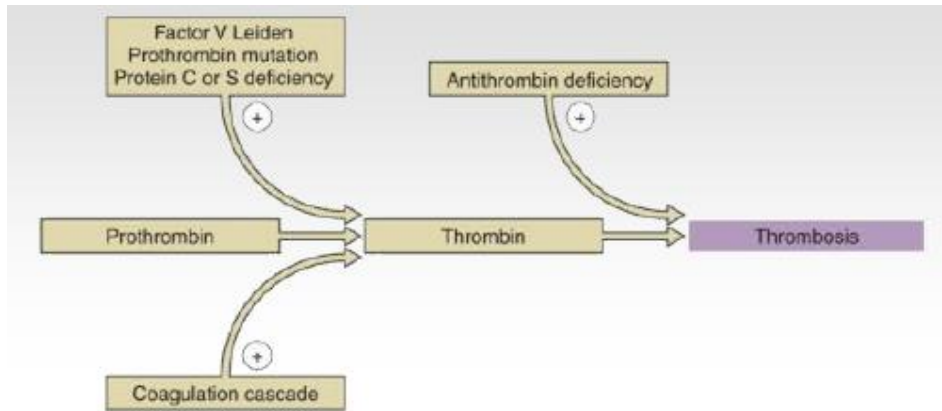 Factor V Leiden
Prothrombin mutation
Protein C or S deficiency
Antithrombin deficiency
+
+
Prothrombin
Thrombin
Thrombosis
+
Coagulation cascade